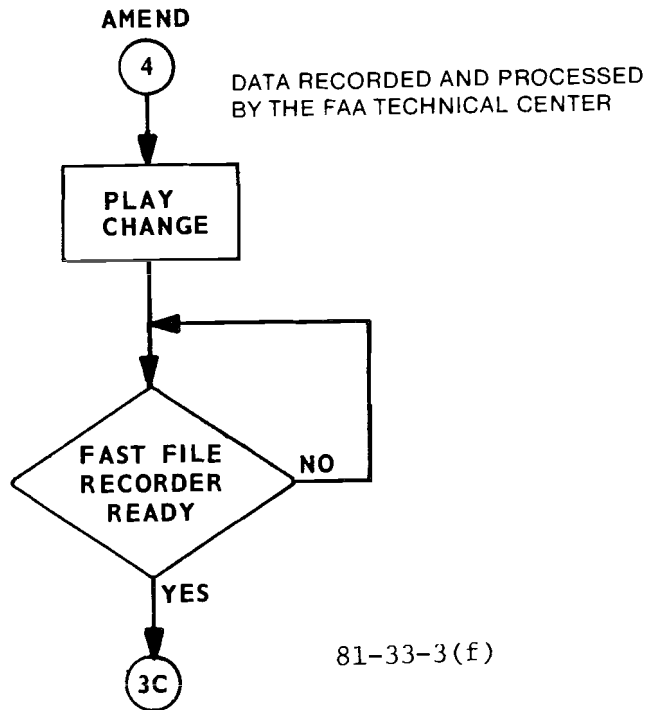 AMEND
4
DATA RECORDED AND PROCESSED
BY THE FAA TECHNICAL CENTER
PLAY
CHANGE
FAST FILE
RECORDER
READY
NO
YES
3C
81-33-3(f)